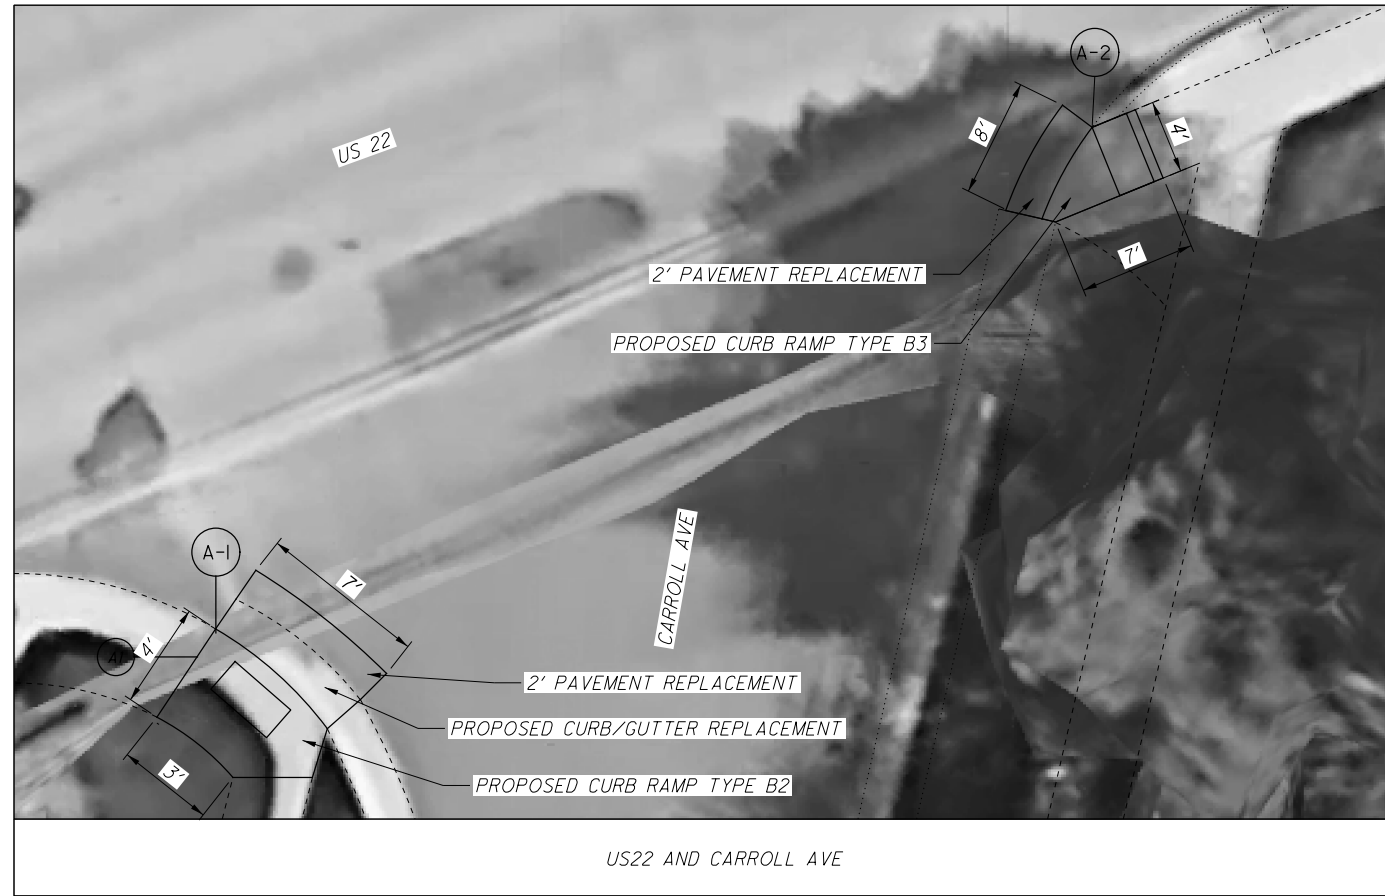 A-2
8'
4'
US 22
7'
2' PAVEMENT REPLACEMENT
PROPOSED CURB RAMP TYPE B3
A-1
7'
CARROLL AVE
4'
2' PAVEMENT REPLACEMENT
PROPOSED CURB/GUTTER REPLACEMENT
3'
PROPOSED CURB RAMP TYPE B2
US22 AND CARROLL AVE